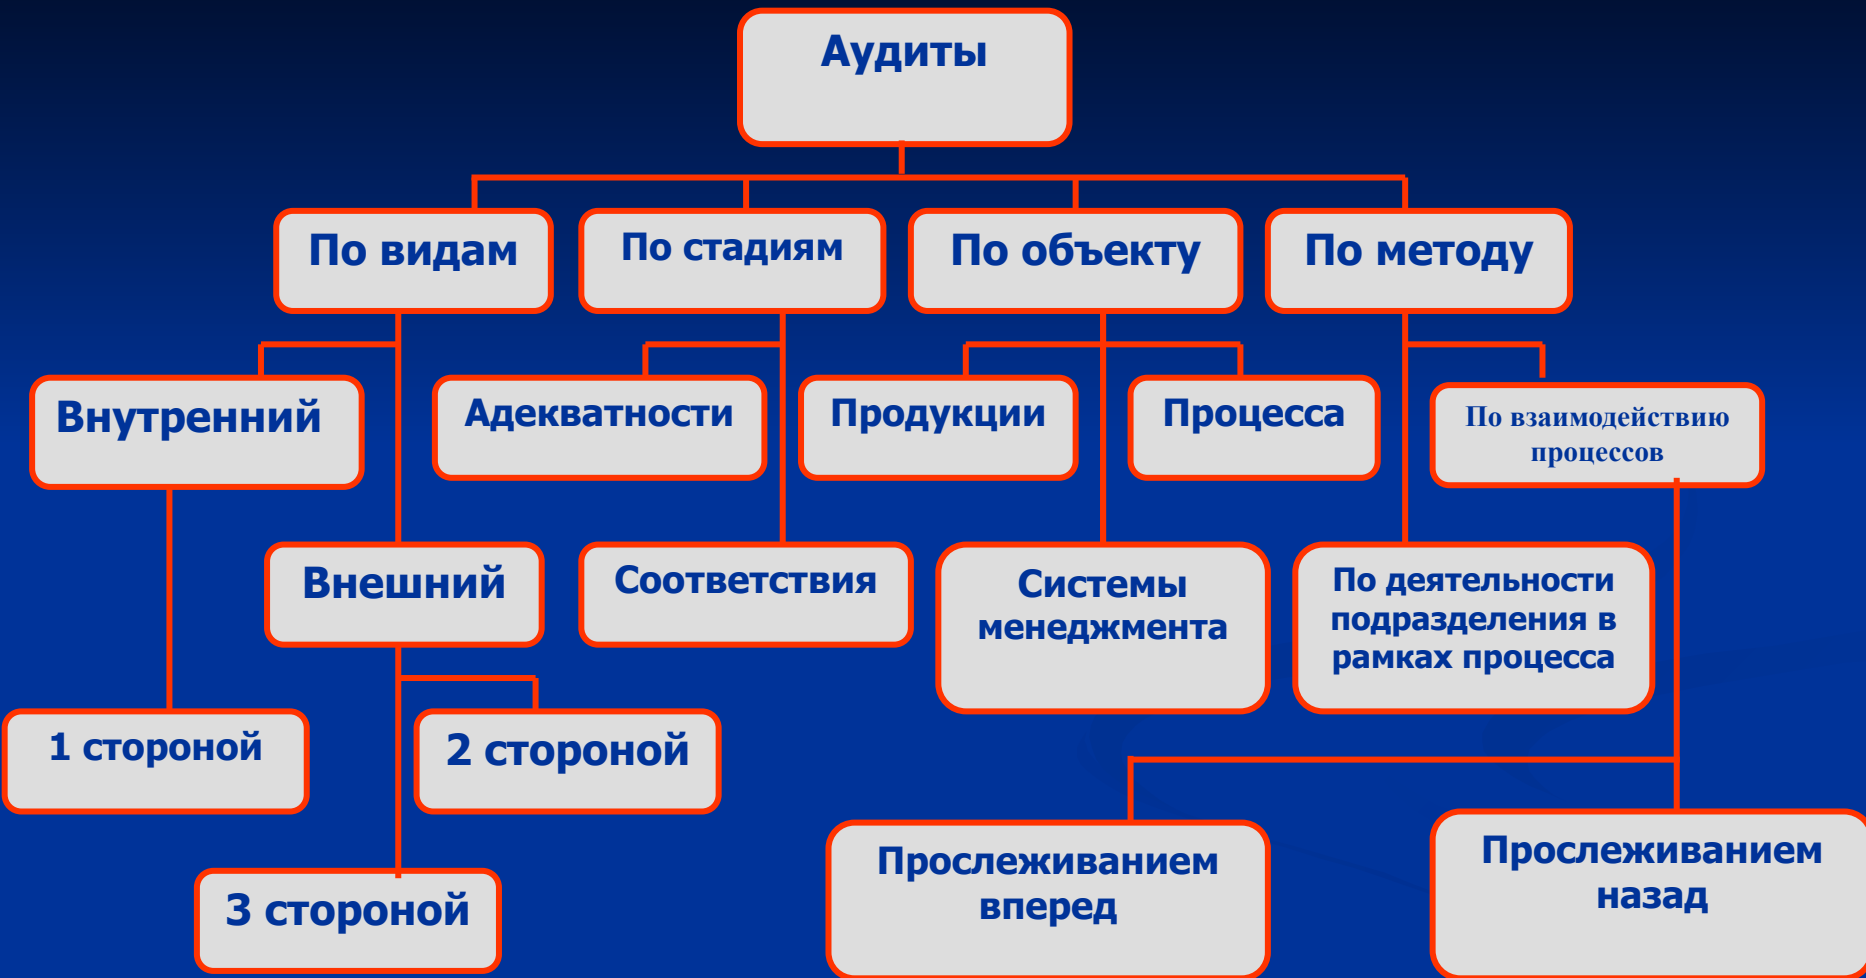 Аудиты
По видам
По стадиям
По объекту
По методу
Внутренний
Адекватности
Продукции
Процесса
По взаимодействию
процессов
Внешний
Соответствия
Системы
менеджмента
По деятельности
подразделения в
рамках процесса
1 стороной
2 стороной
3 стороной
Прослеживанием
вперед
Прослеживанием
назад